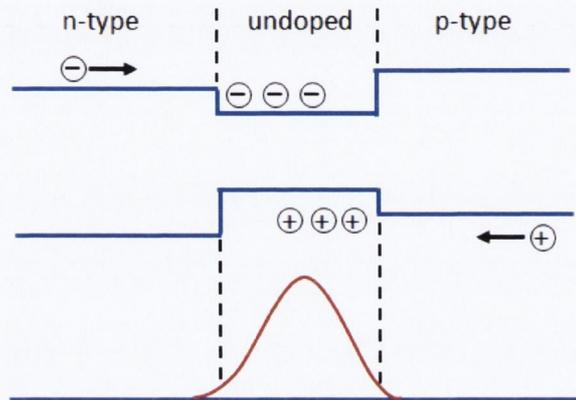 n-type undoped p-type
− − − −
+ + + +